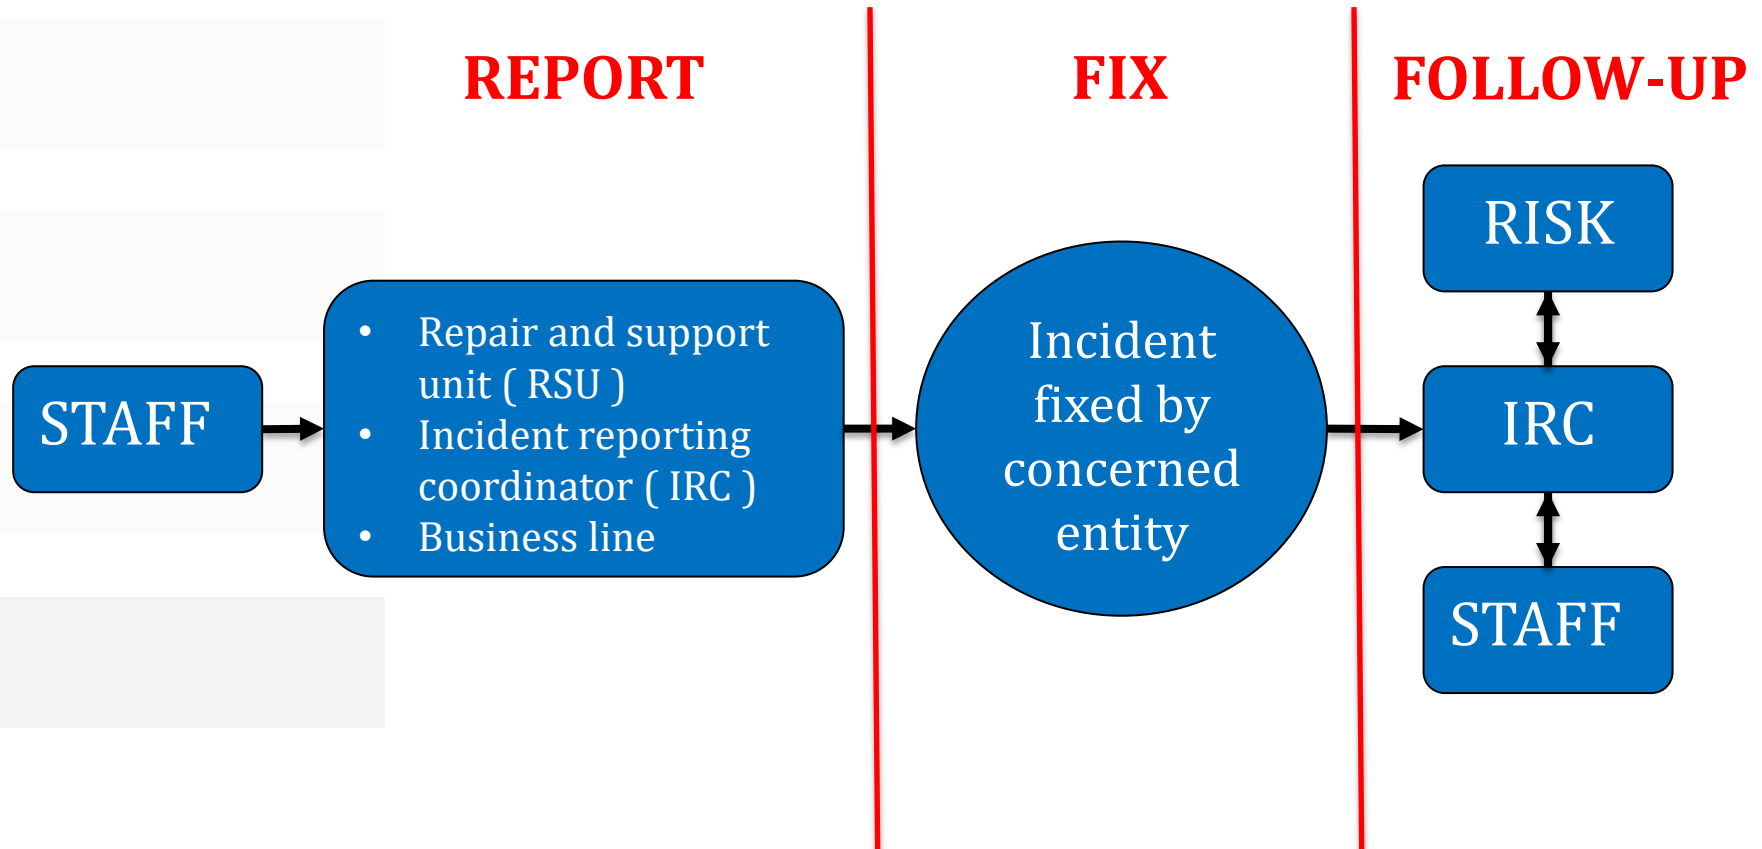 REPORT
FIX
FOLLOW-UP
STAFF
• Repair and support
unit ( RSU )
• Incident reporting
coordinator ( IRC )
• Business line
Incident
fixed by
concerned
entity
RISK
IRC
STAFF